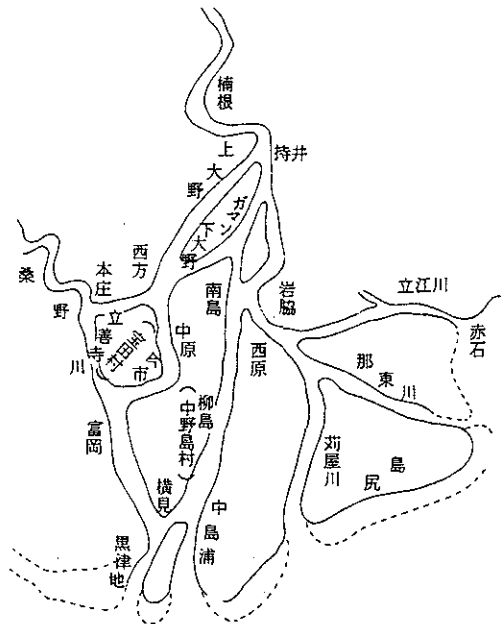 楠根
持井
上大野
ガマン
下大野
西方
本庄
桑野川
立善寺
(宝田村)
今市
中原
南島
岩脇
西原
立江川
赤石
那東川
柳島
(中野島村)
富岡
横見
苅屋川
島尻
中島浦
黒津地